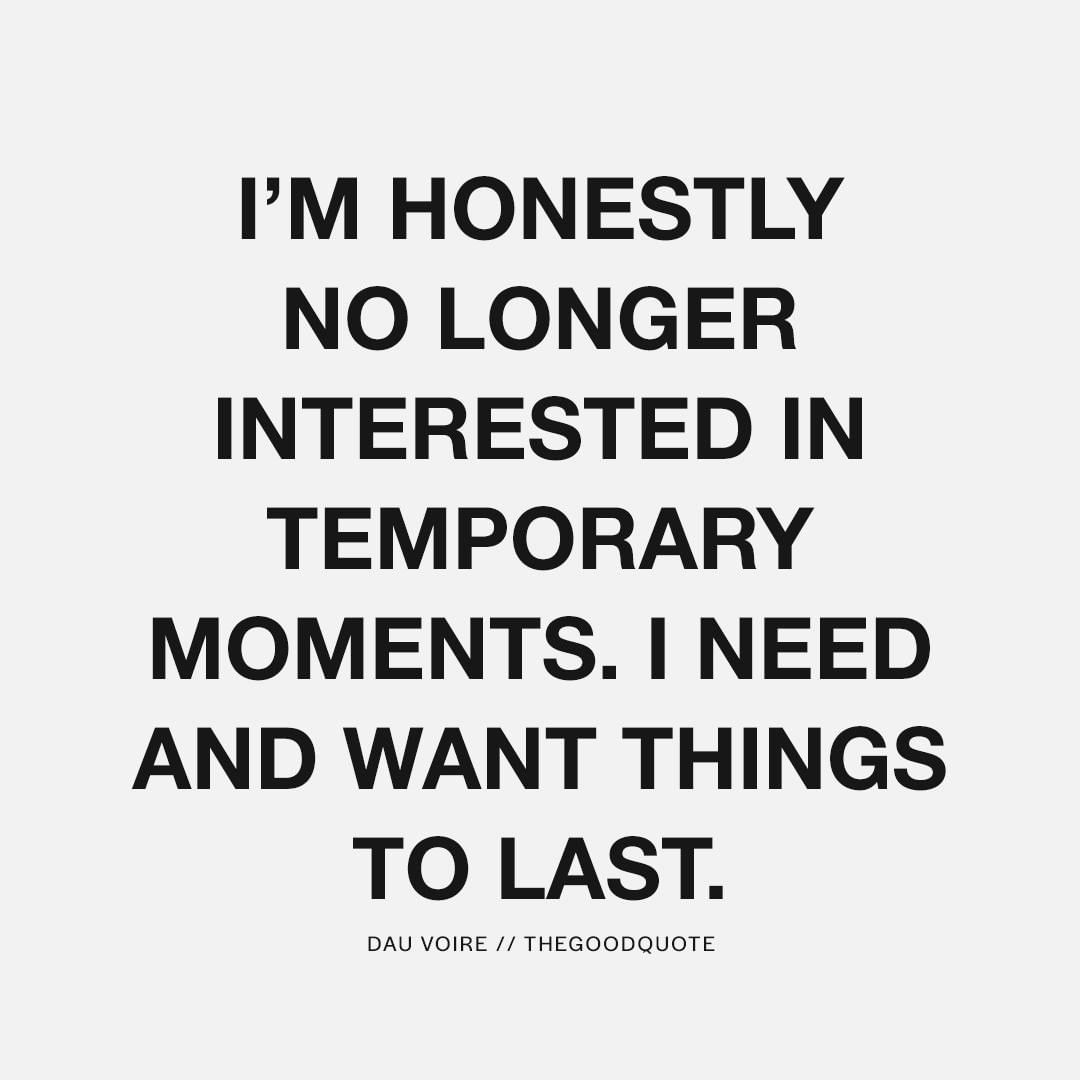 I’M HONESTLY
NO LONGER
INTERESTED IN
TEMPORARY
MOMENTS. I NEED
AND WANT THINGS
TO LAST.
DAU VOIRE // THEGOODQUOTE